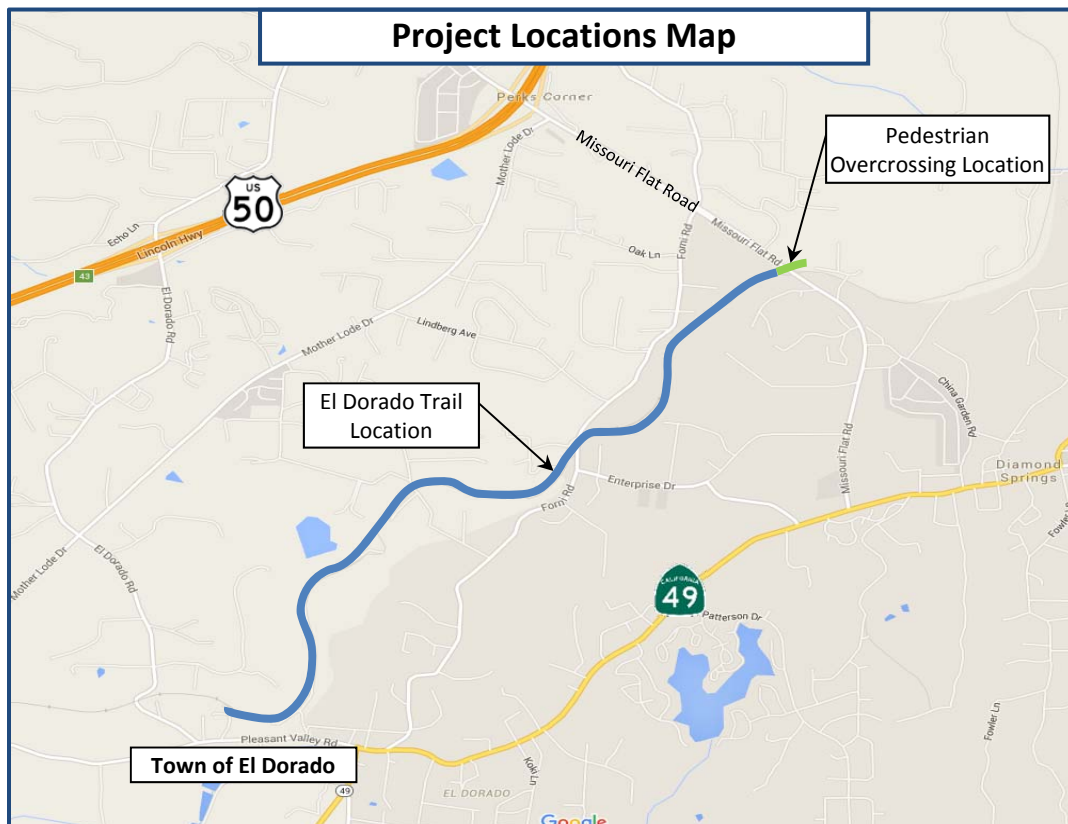 Project Locations Map
Perks Corner
Missouri Flat Road
Mother Lode Dr
Pedestrian
Overcrossing Location
US
50
Echo Ln
Lincoln Hwy
43
El Dorado Rd
Oak Ln
Forni Rd
Missouri Flat Rd
Lindberg Ave
Mother Lode Dr
El Dorado Trail
Location
China Garden Rd
Missouri Flat Rd
Diamond
Springs
Enterprise Dr
Forni Rd
Fowler Ln
Mother Lode Dr
El Dorado Rd
CALIFORNIA
49
Patterson Dr
Fowler Ln
Pleasant Valley Rd
Town of El Dorado
49
EL DORADO
Koki Ln
Google